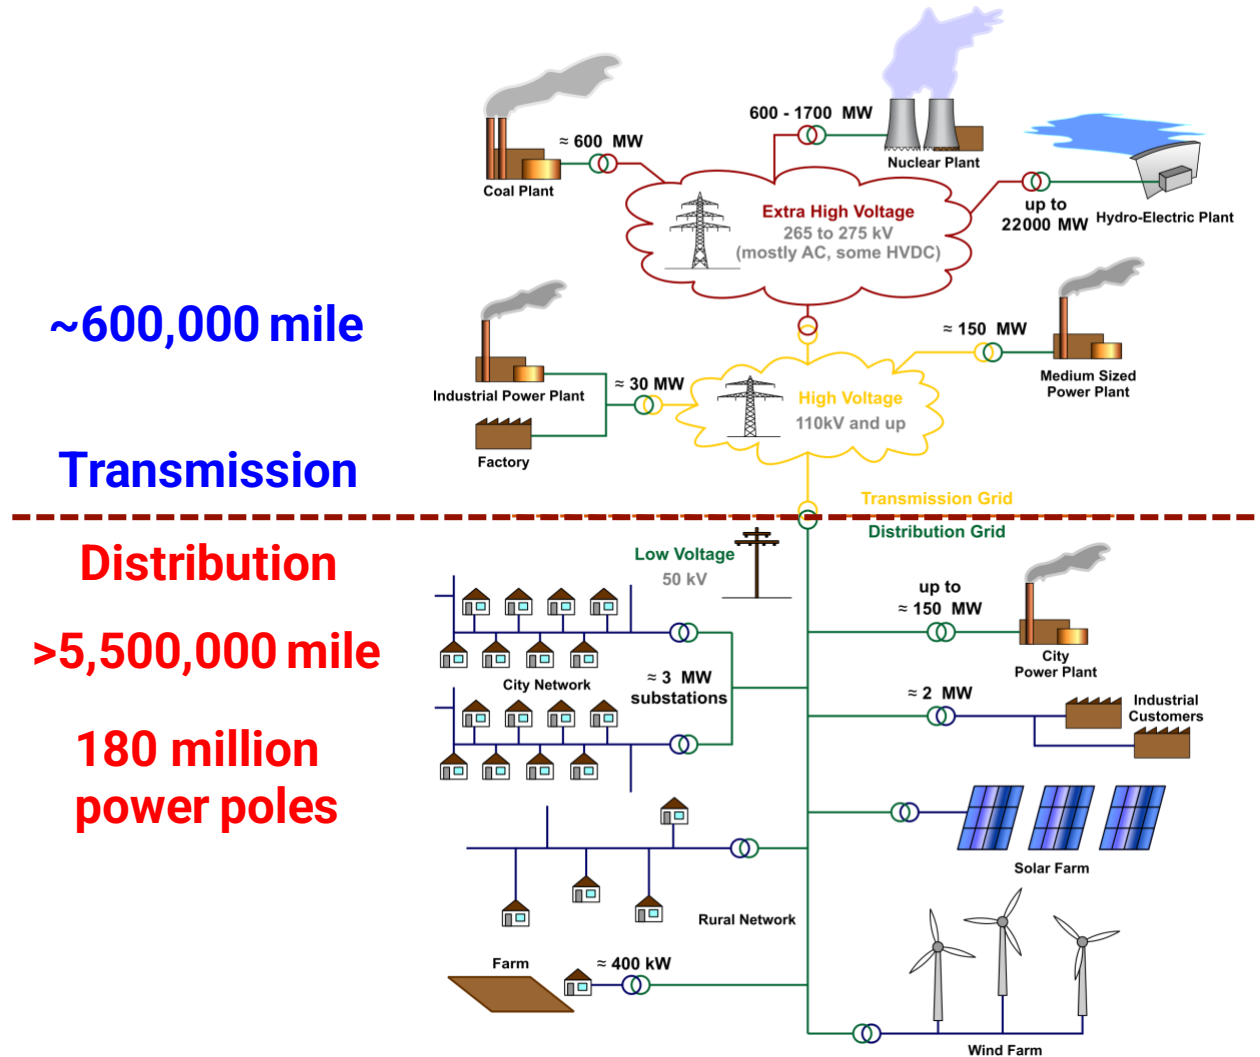 ≈ 600 MW
Coal Plant
600 - 1700 MW
Nuclear Plant
up to
22000 MW
Hydro-Electric Plant
Extra High Voltage
265 to 275 kV
(mostly AC, some HVDC)
~600,000 mile
≈ 150 MW
Medium Sized
Power Plant
Industrial Power Plant
≈ 30 MW
Factory
High Voltage
110kV and up
Transmission
Transmission Grid
Distribution Grid
Distribution
Low Voltage
50 kV
>5,500,000 mile
180 million
power poles
City Network
≈ 3 MW
substations
up to
≈ 150 MW
City
Power Plant
≈ 2 MW
Industrial
Customers
Solar Farm
Rural Network
Farm
≈ 400 kW
Wind Farm